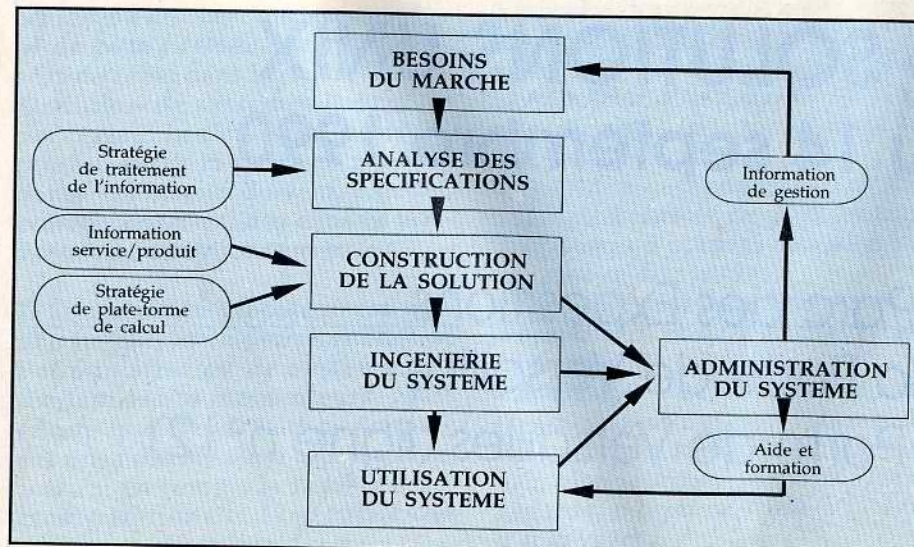 BESOINS
DU MARCHE
ANALYSE DES
SPECIFICATIONS
Stratégie
de traitement
de l'information
Information
de gestion
Information
service/produit
CONSTRUCTION
DE LA SOLUTION
Stratégie
de plate-forme
de calcul
INGENIERIE
DU SYSTEME
ADMINISTRATION
DU SYSTEME
Aide et
formation
UTILISATION
DU SYSTEME